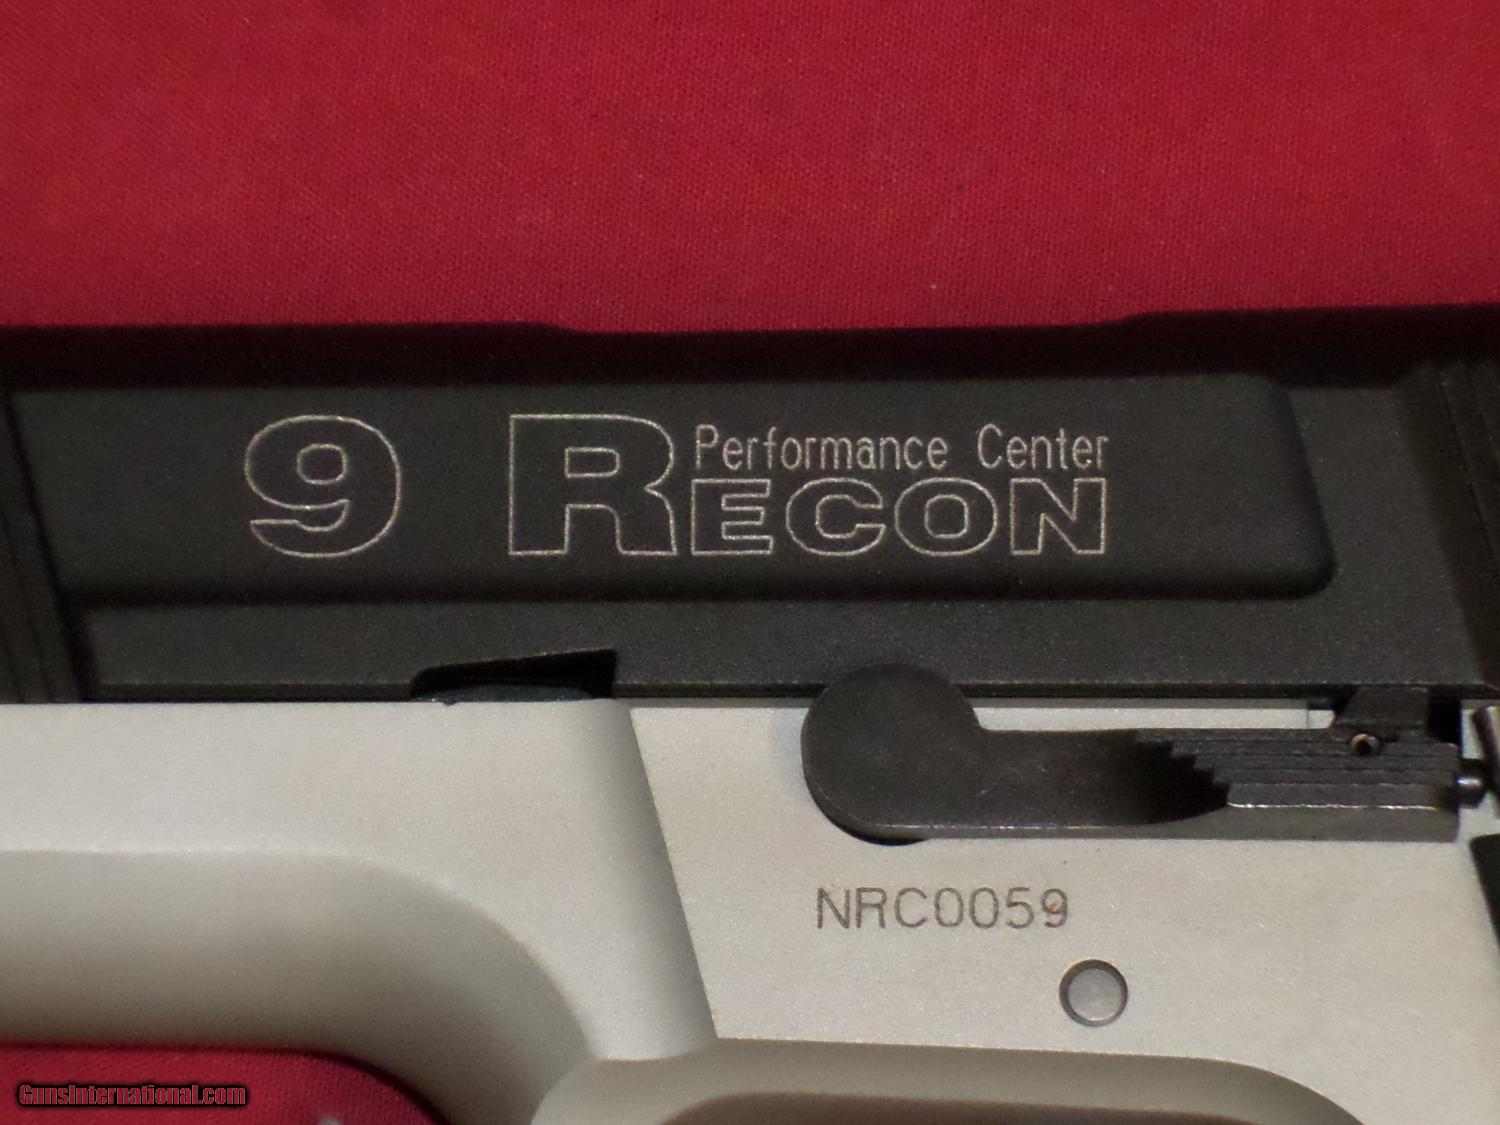 9 RECON
Performance Center
NRC0059
GunsInternational.com